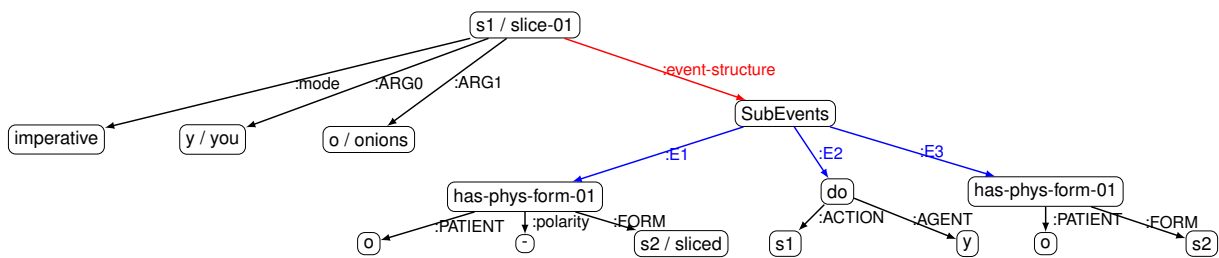 s1 / slice-01
:mode
:ARG0
:ARG1
:event-structure
imperative
y / you
o / onions
SubEvents
:E1
:E2
:E3
has-phys-form-01
do
has-phys-form-01
:PATIENT
:polarity
:FORM
:ACTION
:AGENT
:PATIENT
:FORM
o
-
s2 / sliced
s1
y
o
s2